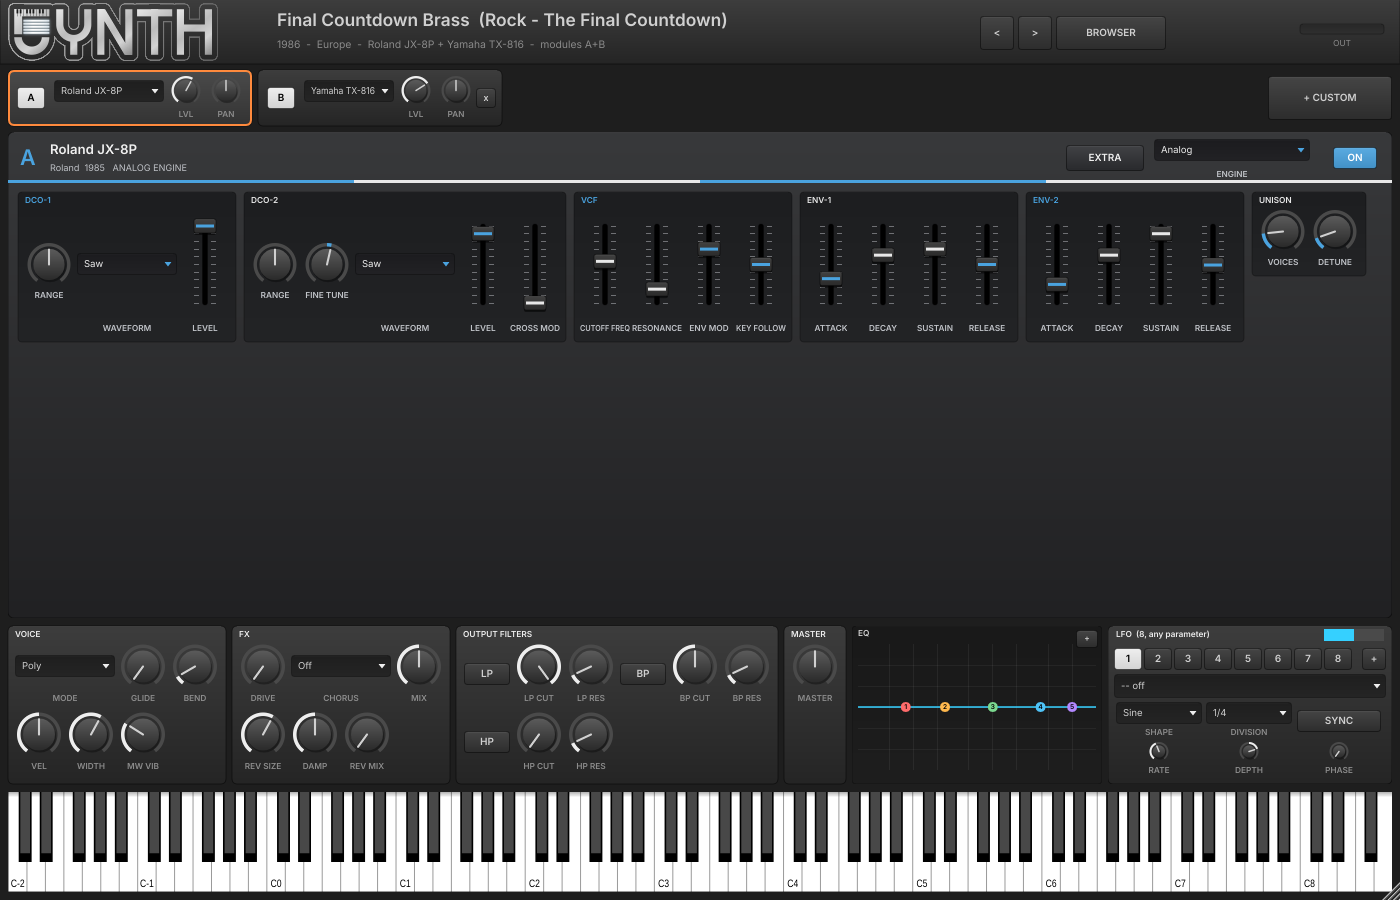 SYNTH
Final Countdown Brass (Rock - The Final Countdown)
1986 - Europe - Roland JX-8P + Yamaha TX-816 - modules A+B
<
>
BROWSER
OUT
A
Roland JX-8P
LVL
PAN
B
Yamaha TX-816
LVL
PAN
x
+ CUSTOM
A
Roland JX-8P
Roland 1985 ANALOG ENGINE
EXTRA
Analog
ENGINE
ON
DCO-1
Saw
RANGE
WAVEFORM
LEVEL
DCO-2
Saw
RANGE
FINE TUNE
WAVEFORM
LEVEL
CROSS MOD
VCF
CUTOFF FREQ
RESONANCE
ENV MOD
KEY FOLLOW
ENV-1
ATTACK
DECAY
SUSTAIN
RELEASE
ENV-2
ATTACK
DECAY
SUSTAIN
RELEASE
UNISON
VOICES
DETUNE
VOICE
Poly
MODE
GLIDE
BEND
VEL
WIDTH
MW VIB
FX
Off
DRIVE
CHORUS
MIX
REV SIZE
DAMP
REV MIX
OUTPUT FILTERS
LP
LP CUT
LP RES
BP
BP CUT
BP RES
HP
HP CUT
HP RES
MASTER
MASTER
EQ
+
1
2
3
4
5
LFO (8, any parameter)
1
2
3
4
5
6
7
8
+
-- off
Sine
1/4
SYNC
SHAPE
DIVISION
RATE
DEPTH
PHASE
C-2
C-1
C0
C1
C2
C3
C4
C5
C6
C7
C8